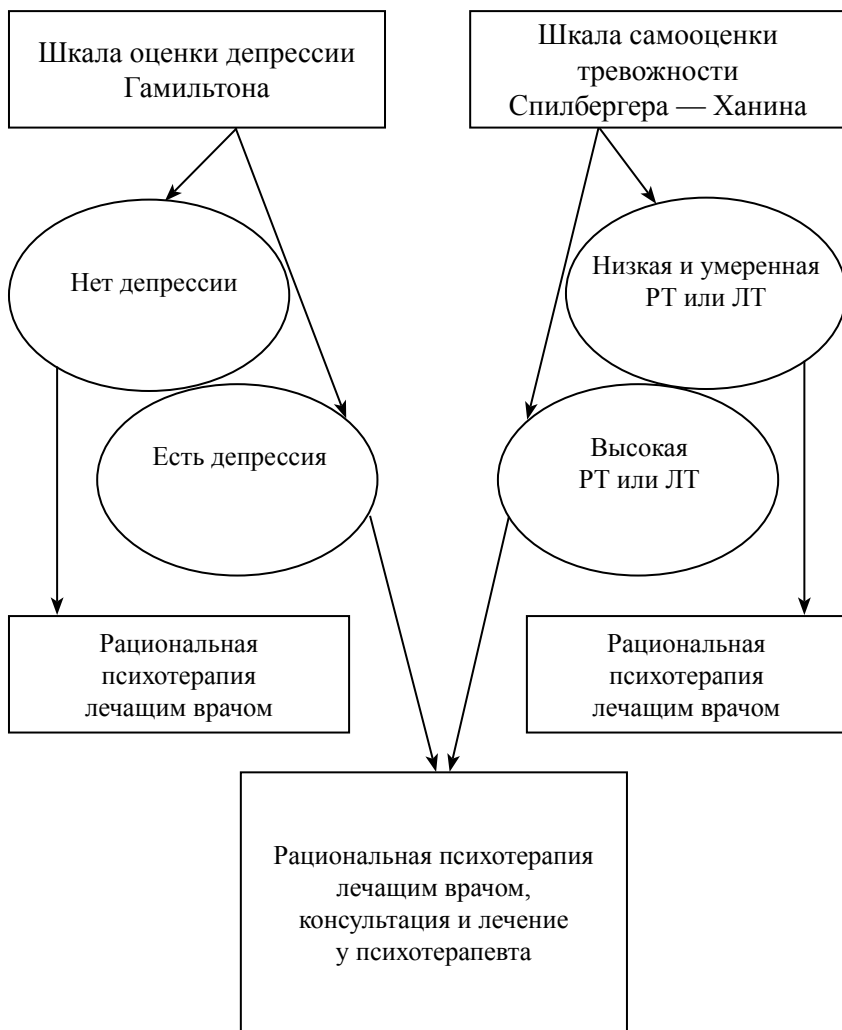 Шкала оценки депрессии
Гамильтона
Шкала самооценки
тревожности
Спилбергера — Ханина
Нет депрессии
Низкая и умеренная
РТ или ЛТ
Есть депрессия
Высокая
РТ или ЛТ
Рациональная
психотерапия
лечащим врачом
Рациональная
психотерапия
лечащим врачом
Рациональная психотерапия
лечащим врачом,
консультация и лечение
у психотерапевта